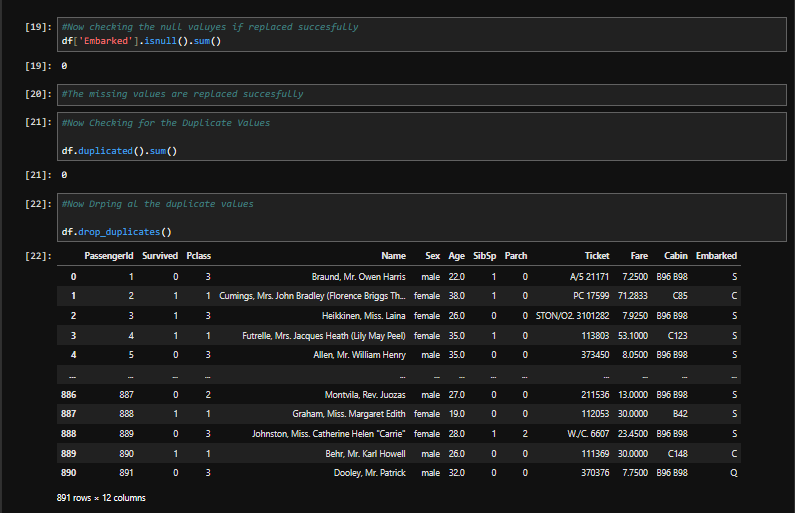 [19]: #Now checking the null valuyes if replaced succesfully
df['Embarked'].isnull().sum()
[19]: 0
[20]: #The missing values are replaced succesfully
[21]: #Now Checking for the Duplicate Values
df.duplicated().sum()
[21]: 0
[22]: #Now Drping al the duplicate values
df.drop_duplicates()
[22]: PassengerId Survived Pclass Name Sex Age SibSp Parch Ticket Fare Cabin Embarked
0 1 0 3 Braund, Mr. Owen Harris male 22.0 1 0 A/5 21171 7.2500 B96 B98 S
1 2 1 1 Cumings, Mrs. John Bradley (Florence Briggs Th... female 38.0 1 0 PC 17599 71.2833 C85 C
2 3 1 3 Heikkinen, Miss. Laina female 26.0 0 0 STON/O2. 3101282 7.9250 B96 B98 S
3 4 1 1 Futrelle, Mrs. Jacques Heath (Lily May Peel) female 35.0 1 0 113803 53.1000 C123 S
4 5 0 3 Allen, Mr. William Henry male 35.0 0 0 373450 8.0500 B96 B98 S
... ... ... ... ... ... ... ... ... ... ... ... ...
886 887 0 2 Montvila, Rev. Juozas male 27.0 0 0 211536 13.0000 B96 B98 S
887 888 1 1 Graham, Miss. Margaret Edith female 19.0 0 0 112053 30.0000 B42 S
888 889 0 3 Johnston, Miss. Catherine Helen "Carrie" female 28.0 1 2 W./C. 6607 23.4500 B96 B98 S
889 890 1 1 Behr, Mr. Karl Howell male 26.0 0 0 111369 30.0000 C148 C
890 891 0 3 Dooley, Mr. Patrick male 32.0 0 0 370376 7.7500 B96 B98 Q
891 rows × 12 columns